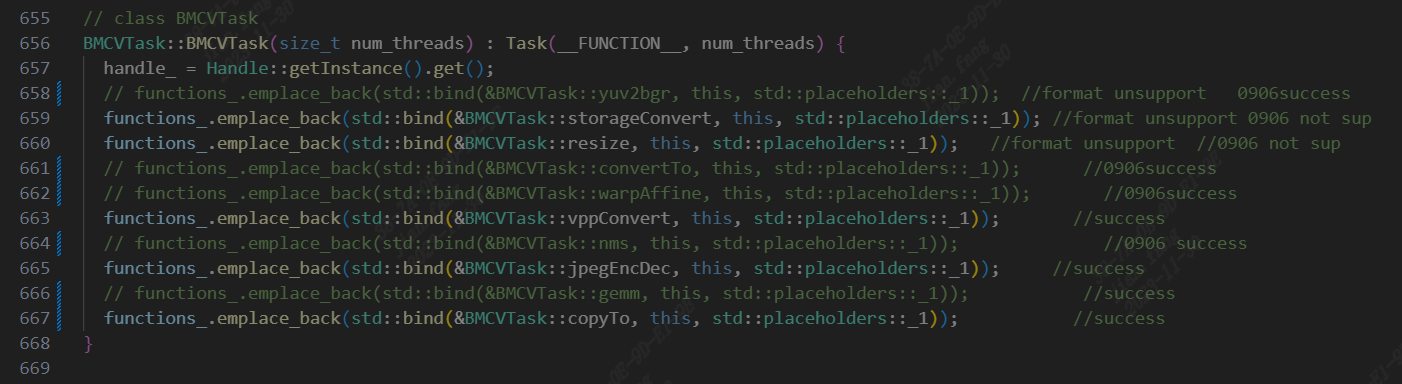 655 // class BMCVTask
656 BMCVTask::BMCVTask(size_t num_threads) : Task(__FUNCTION__, num_threads) {
657 handle_ = Handle::getInstance().get();
658 // functions_.emplace_back(std::bind(&BMCVTask::yuv2bgr, this, std::placeholders::_1)); //format unsupport 0906success
659 functions_.emplace_back(std::bind(&BMCVTask::storageConvert, this, std::placeholders::_1)); //format unsupport 0906 not sup
660 functions_.emplace_back(std::bind(&BMCVTask::resize, this, std::placeholders::_1)); //format unsupport //0906 not sup
661 // functions_.emplace_back(std::bind(&BMCVTask::convertTo, this, std::placeholders::_1)); //0906success
662 // functions_.emplace_back(std::bind(&BMCVTask::warpAffine, this, std::placeholders::_1)); //0906success
663 functions_.emplace_back(std::bind(&BMCVTask::vppConvert, this, std::placeholders::_1)); //success
664 // functions_.emplace_back(std::bind(&BMCVTask::nms, this, std::placeholders::_1)); //0906 success
665 functions_.emplace_back(std::bind(&BMCVTask::jpegEncDec, this, std::placeholders::_1)); //success
666 // functions_.emplace_back(std::bind(&BMCVTask::gemm, this, std::placeholders::_1)); //success
667 functions_.emplace_back(std::bind(&BMCVTask::copyTo, this, std::placeholders::_1)); //success
668 }
669